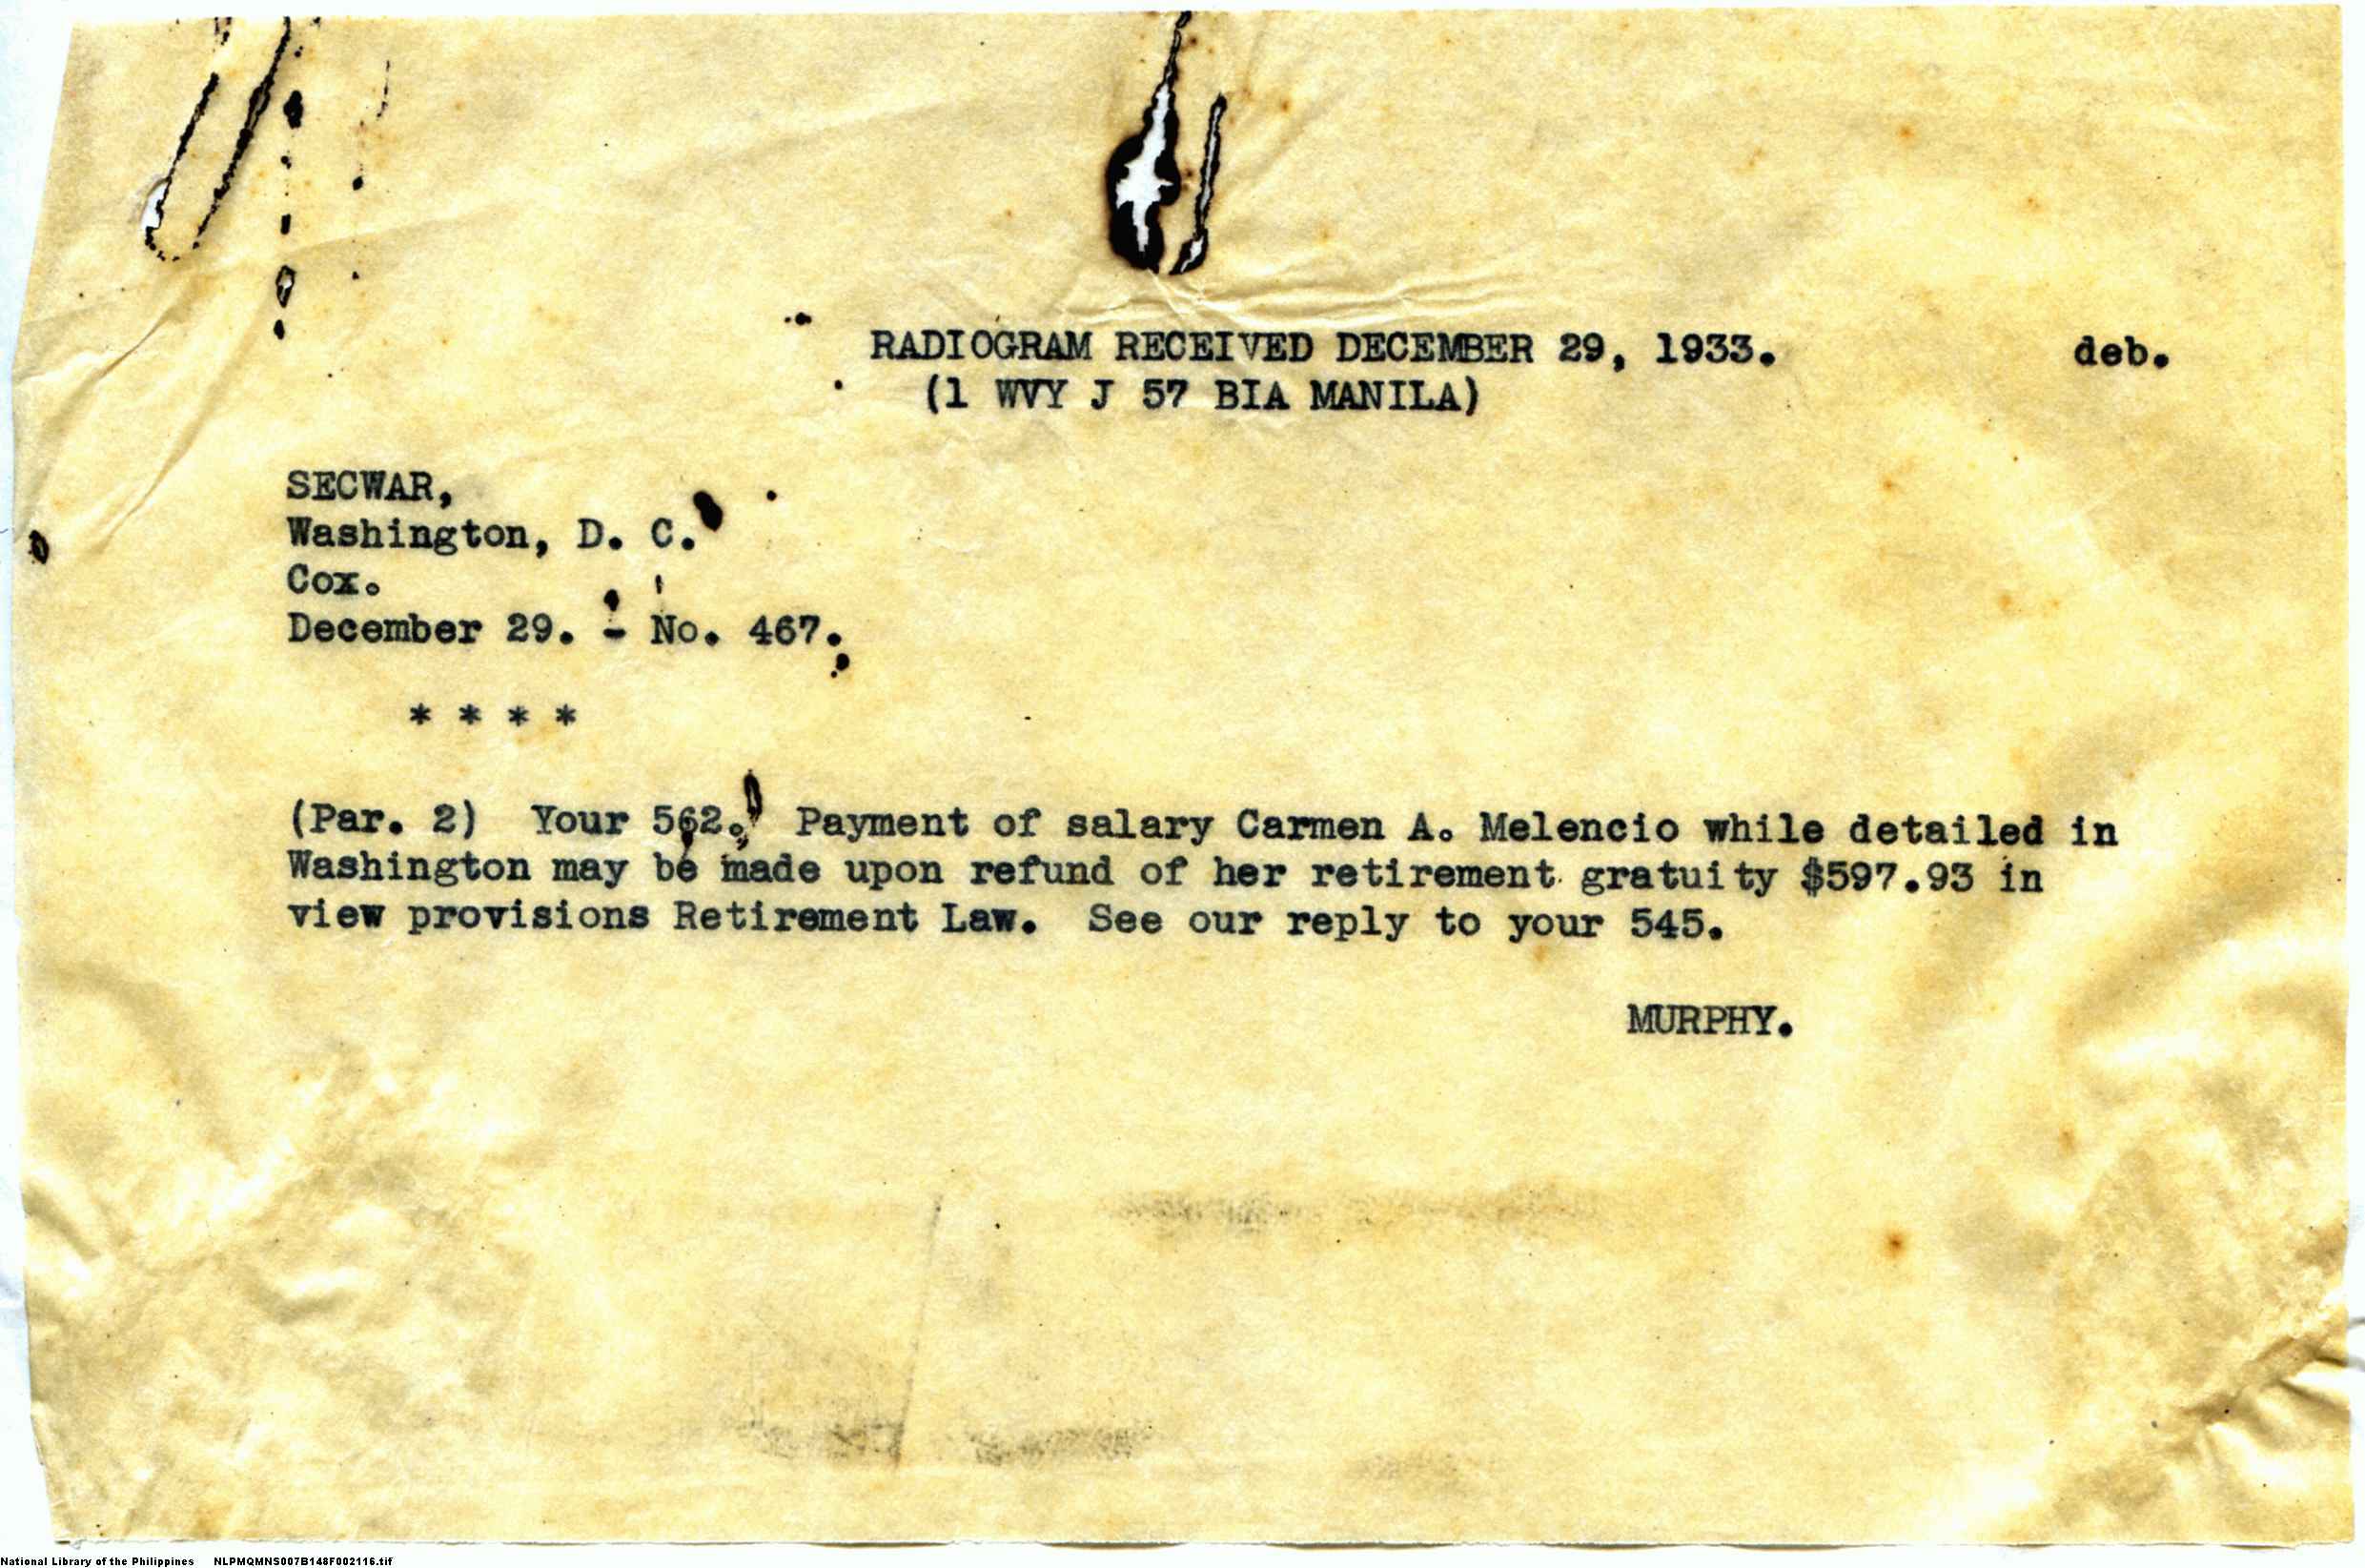 RADIOGRAM RECEIVED DECEMBER 29, 1933. deb.
(1 WVY J 57 BIA MANILA)
SECWAR,
Washington, D. C.
Cox.
December 29. - No. 467.
* * * *
(Par. 2) Your 562. Payment of salary Carmen A. Melencio while detailed in
Washington may be made upon refund of her retirement gratuity $597.93 in
view provisions Retirement Law. See our reply to your 545.
MURPHY.
National Library of the Philippines NLPMQMNS007B148F002116.tif